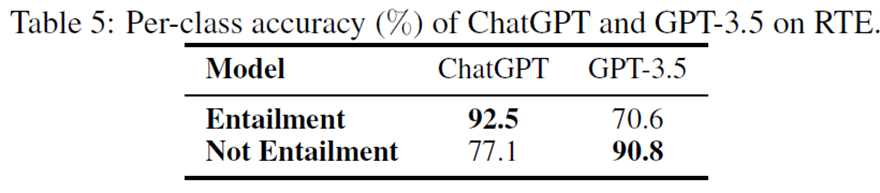 Table 5: Per-class accuracy (%) of ChatGPT and GPT-3.5 on RTE.
Model ChatGPT GPT-3.5
Entailment 92.5 70.6
Not Entailment 77.1 90.8